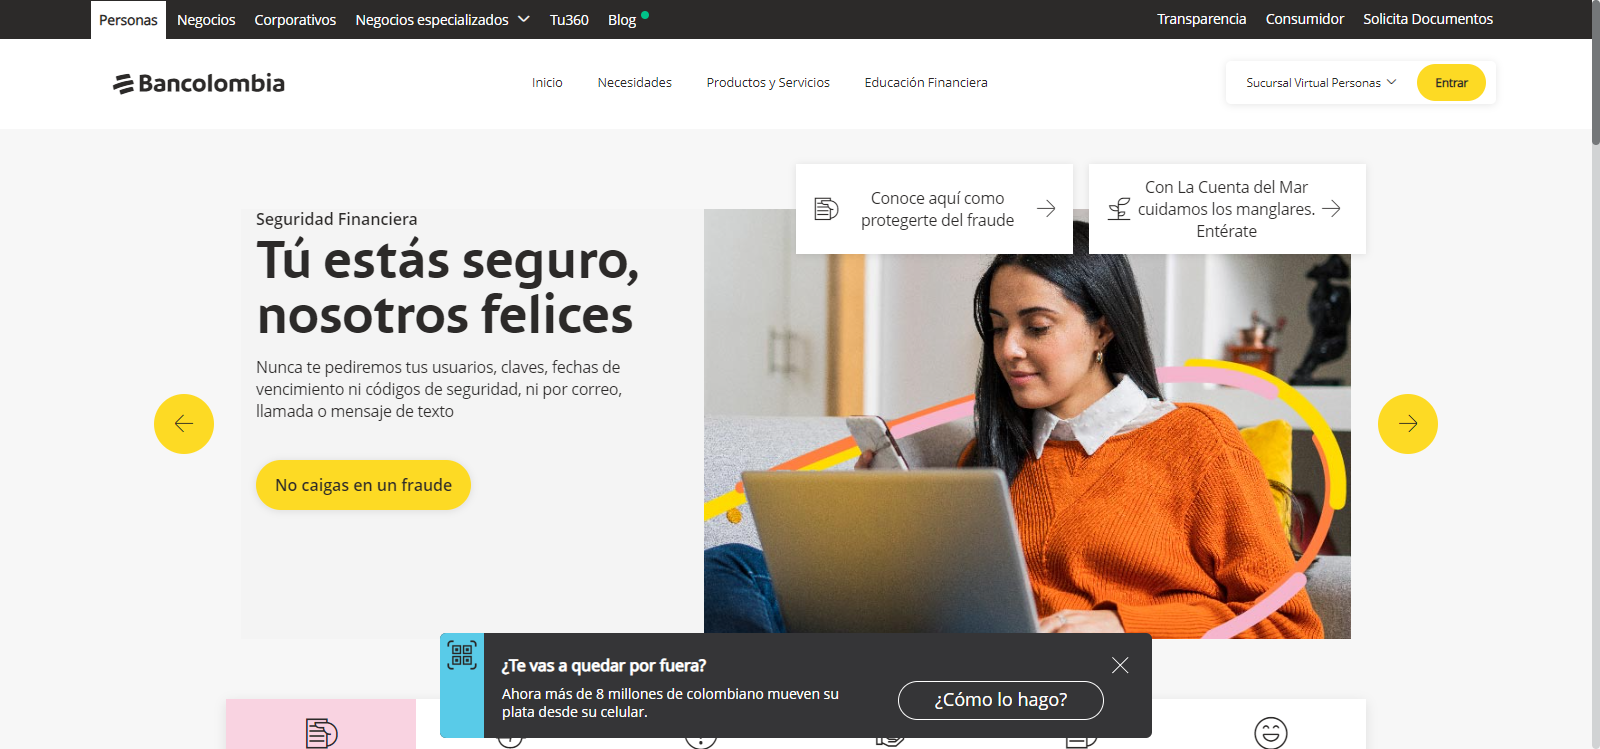 Personas Negocios Corporativos Negocios especializados Tu360 Blog Transparencia Consumidor Solicita Documentos
Bancolombia Inicio Necesidades Productos y Servicios Educación Financiera Sucursal Virtual Personas Entrar
Conoce aquí como
protegerte del fraude
Con La Cuenta del Mar
cuidamos los manglares.
Entérate
Seguridad Financiera
Tú estás seguro,
nosotros felices
Nunca te pediremos tus usuarios, claves, fechas de
vencimiento ni códigos de seguridad, ni por correo,
llamada o mensaje de texto
No caigas en un fraude
¿Te vas a quedar por fuera?
Ahora más de 8 millones de colombiano mueven su
plata desde su celular.
¿Cómo lo hago?